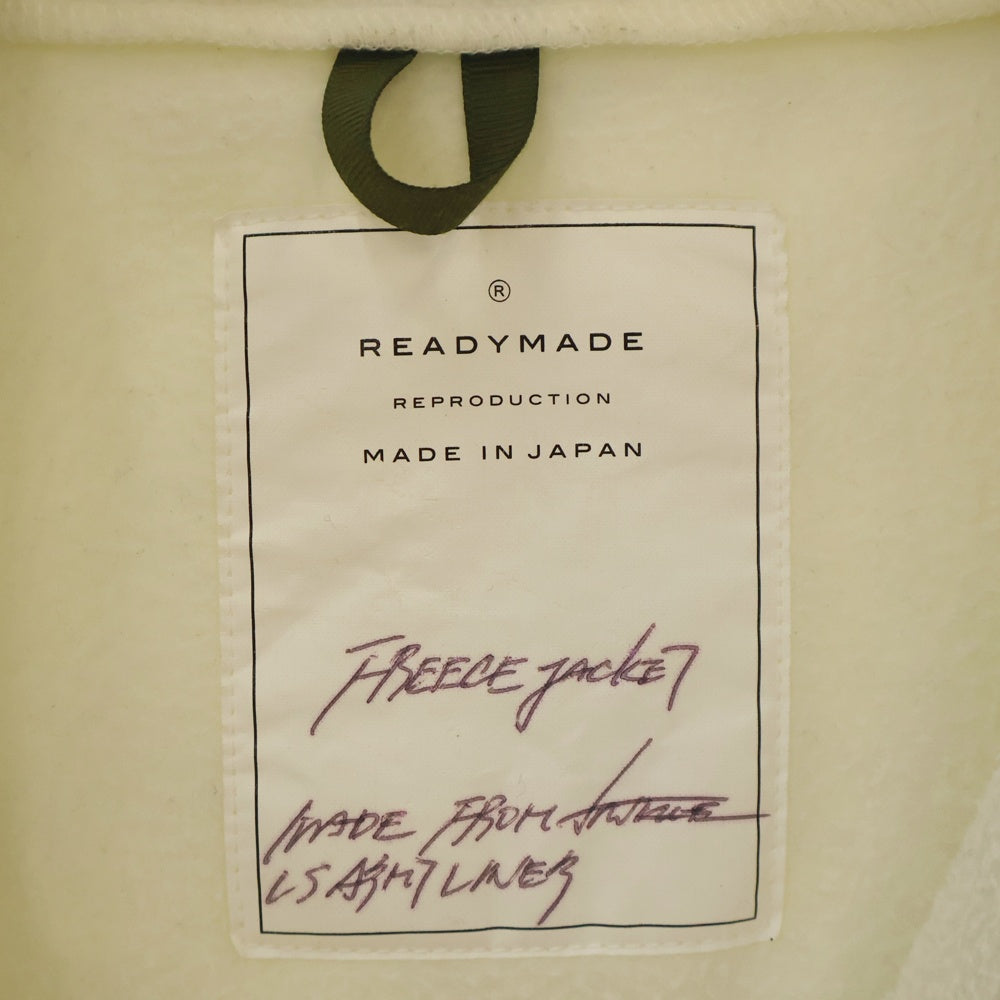 ®
READYMADE
REPRODUCTION
MADE IN JAPAN
FREECE JACKET
MADE FROM
US ARMY LINER